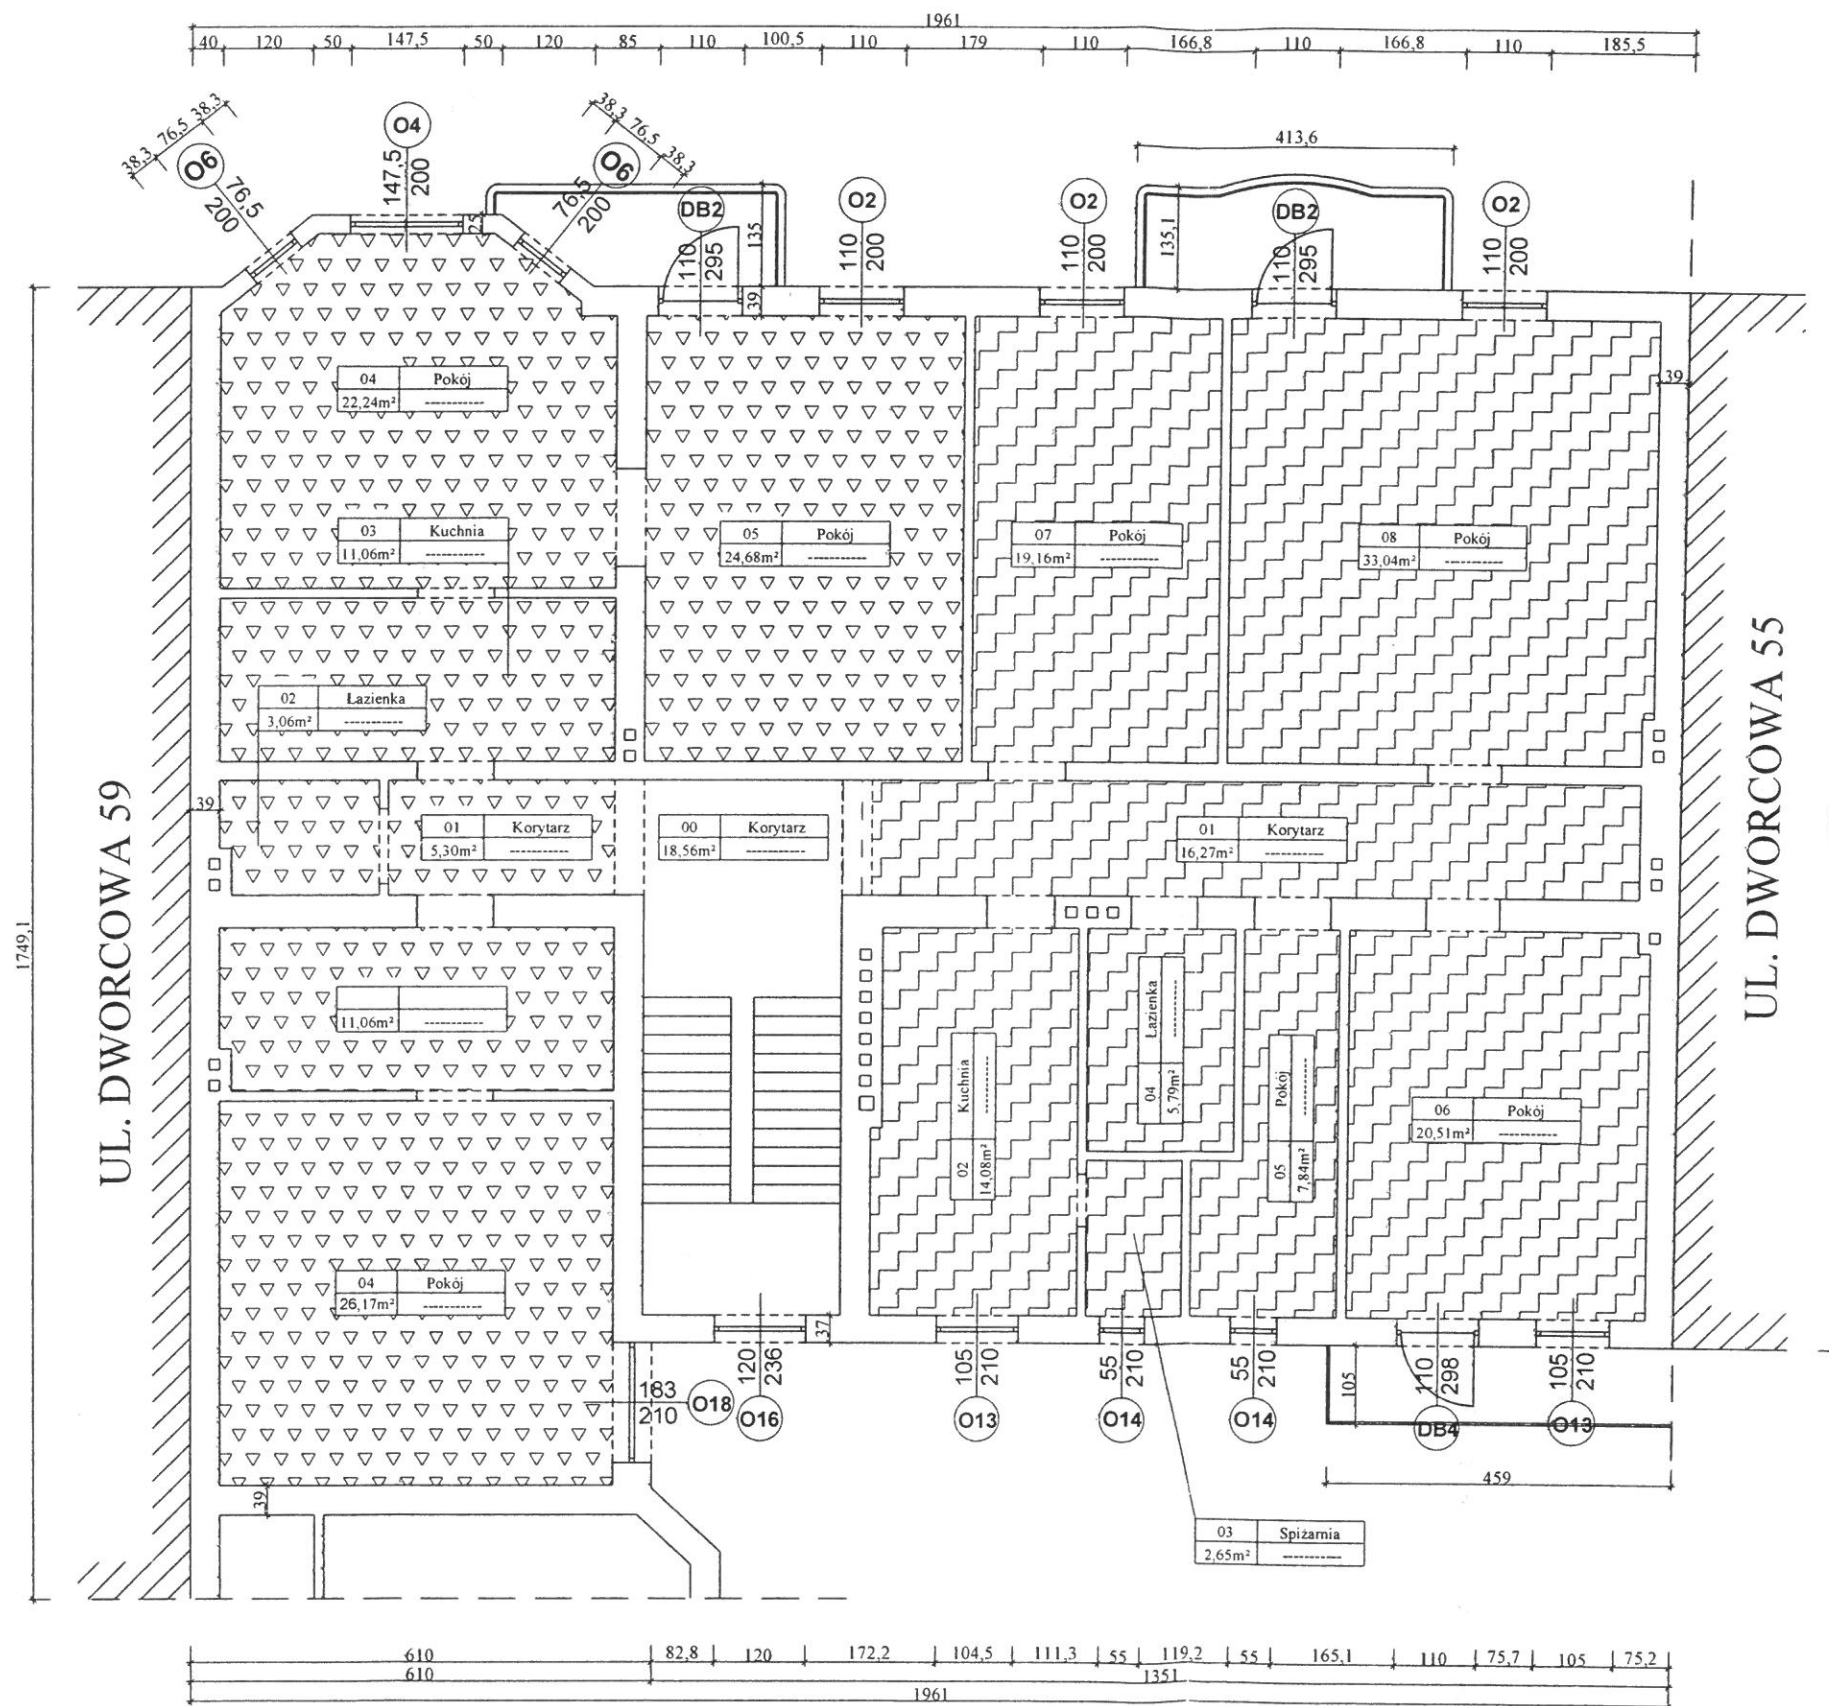 1961
40 120 50 147,5 50 120 85 110 100,5 110 179 110 166,8 110 166,8 110 185,5
38,3 76,5 38,3
38,3 76,5 38,3
O6
76,5
200
O4
147,5
200
25
O6
76,5
200
DB2
110
295
135
39
O2
110
200
O2
110
200
413,6
135,1
DB2
110
295
O2
110
200
39
04 Pokój
22,24m² ----------
03 Kuchnia
11,06m² ----------
05 Pokój
24,68m² ----------
07 Pokój
19,16m² ----------
08 Pokój
33,04m² ----------
02 Łazienka
3,06m² ----------
1749,1
UL. DWORCOWA 59
UL. DWORCOWA 55
39
01 Korytarz
5,30m² ----------
00 Korytarz
18,56m² ----------
01 Korytarz
16,27m² ----------
11,06m² ----------
02 Kuchnia
14,08m² ----------
04 Łazienka
5,79m² ----------
05 Pokój
7,84m² ----------
06 Pokój
20,51m² ----------
04 Pokój
26,17m² ----------
39
37
183
210
O18
120
236
O16
105
210
O13
55
210
O14
55
210
O14
105
110
298
DB4
105
210
O13
459
03 Spiżarnia
2,65m² ----------
610 82,8 120 172,2 104,5 111,3 55 119,2 55 165,1 110 75,7 105 75,2
610 1351
1961